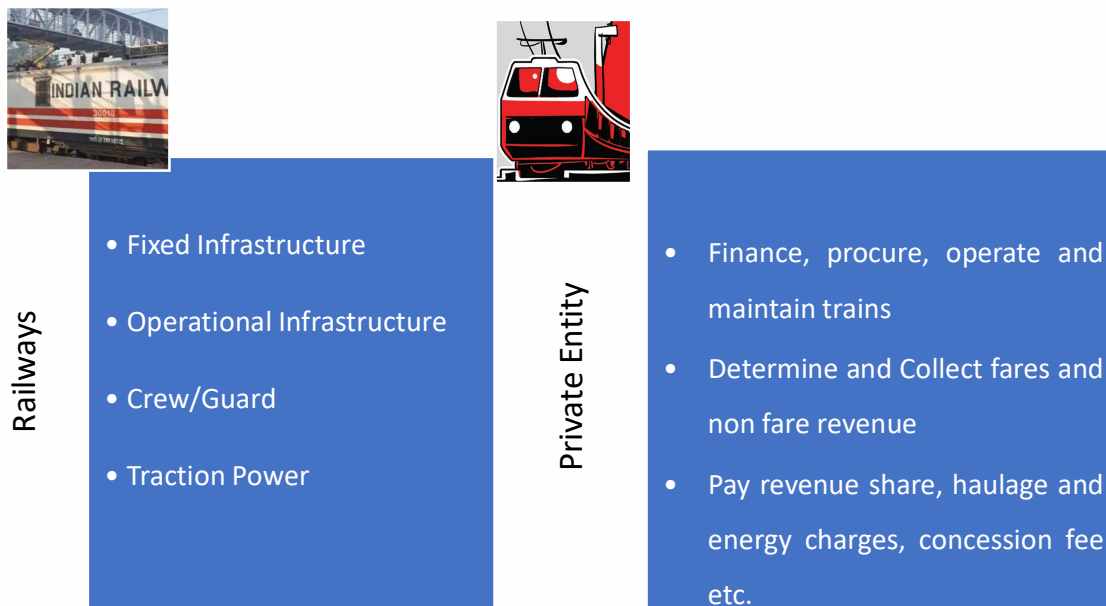 INDIAN RAILW
Railways
• Fixed Infrastructure
• Operational Infrastructure
• Crew/Guard
• Traction Power
Private Entity
• Finance, procure, operate and
maintain trains
• Determine and Collect fares and
non fare revenue
• Pay revenue share, haulage and
energy charges, concession fee
etc.